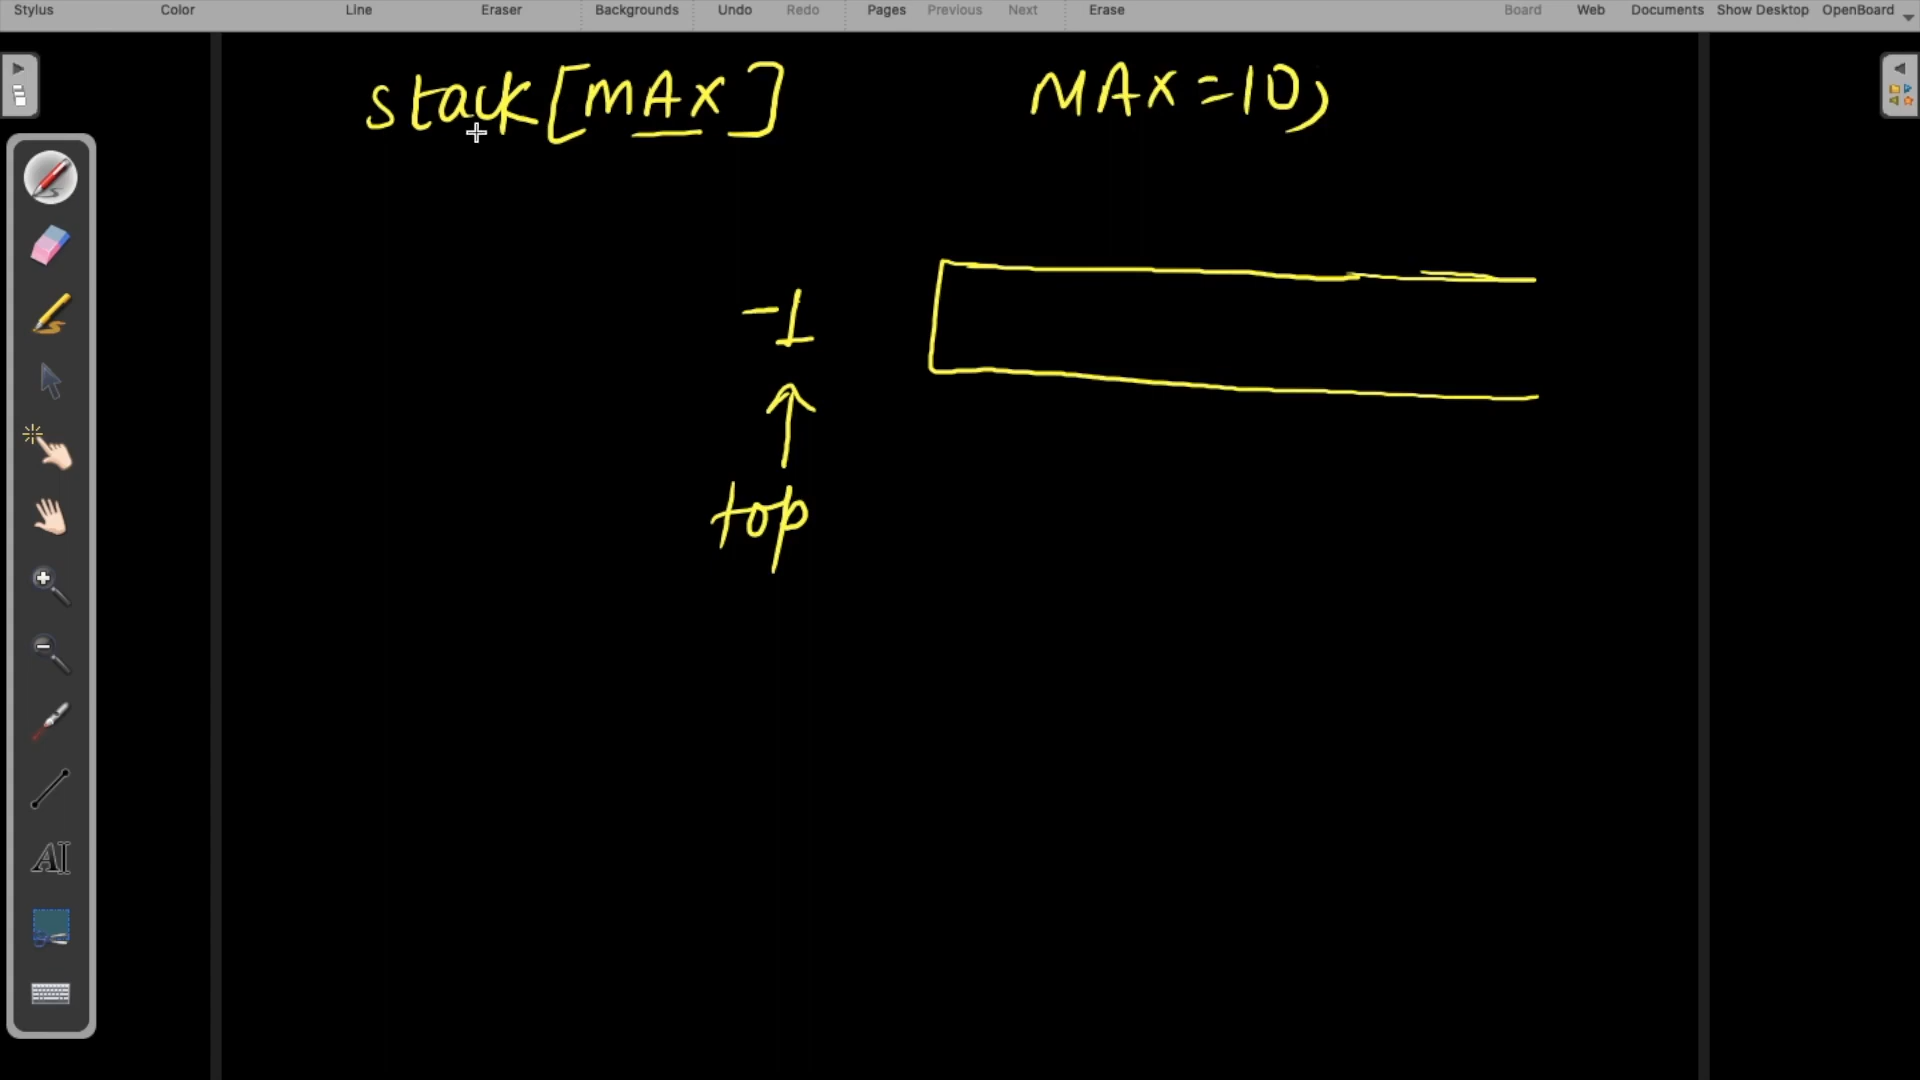 Stylus Color Line Eraser Backgrounds Undo Redo Pages Previous Next Erase Board Web Documents Show Desktop OpenBoard
stack[MAX] MAX=10;
-1
top
AI